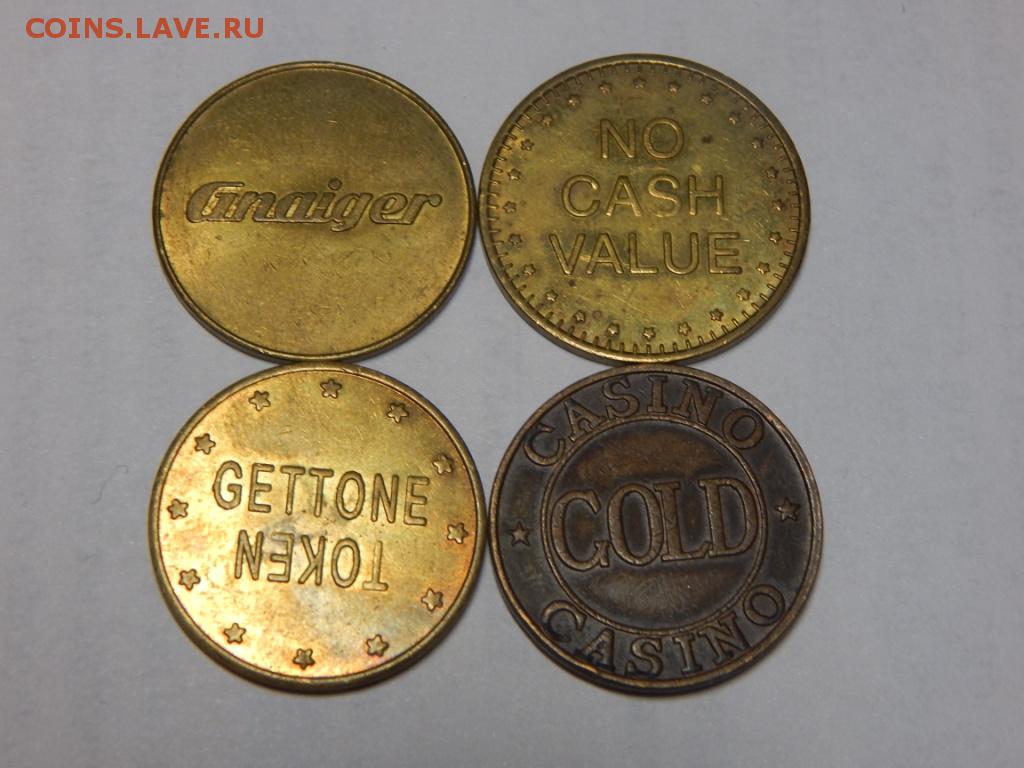 COINS.LAVE.RU
Gnaiger
NO
CASH
VALUE
GETTONE
TOKEN
CASINO
GOLD
CASINO